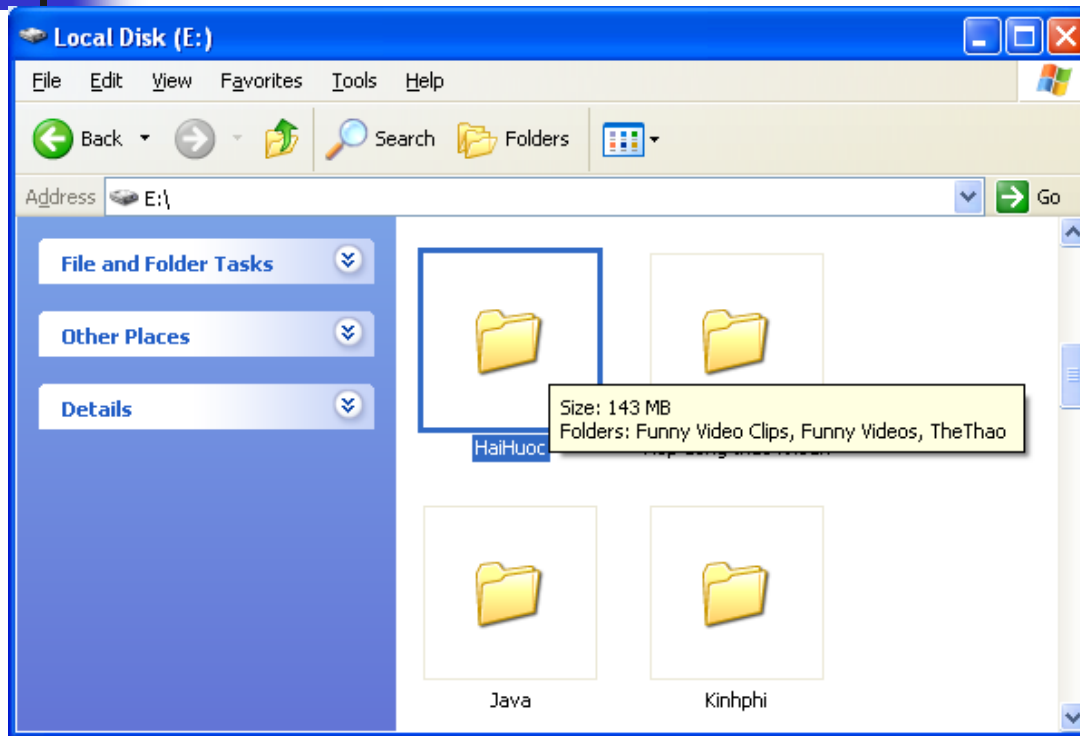 Local Disk (E:)
File Edit View Favorites Tools Help
Back Search Folders
Address E:\ Go
File and Folder Tasks
Other Places
Details
Size: 143 MB
Folders: Funny Video Clips, Funny Videos, TheThao
HaiHuoc
Java Kinhphi